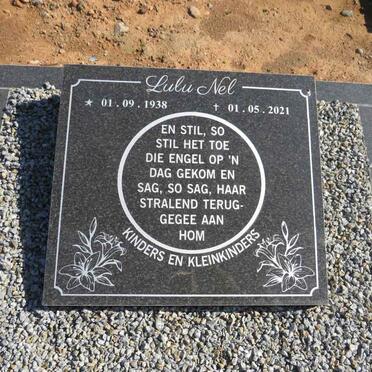 Lulu Nel
★ 01.09.1938 † 01.05.2021
EN STIL, SO
STIL HET TOE
DIE ENGEL OP 'N
DAG GEKOM EN
SAG, SO SAG, HAAR
STRALEND TERUG-
GEGEE AAN
HOM
KINDERS EN KLEINKINDERS